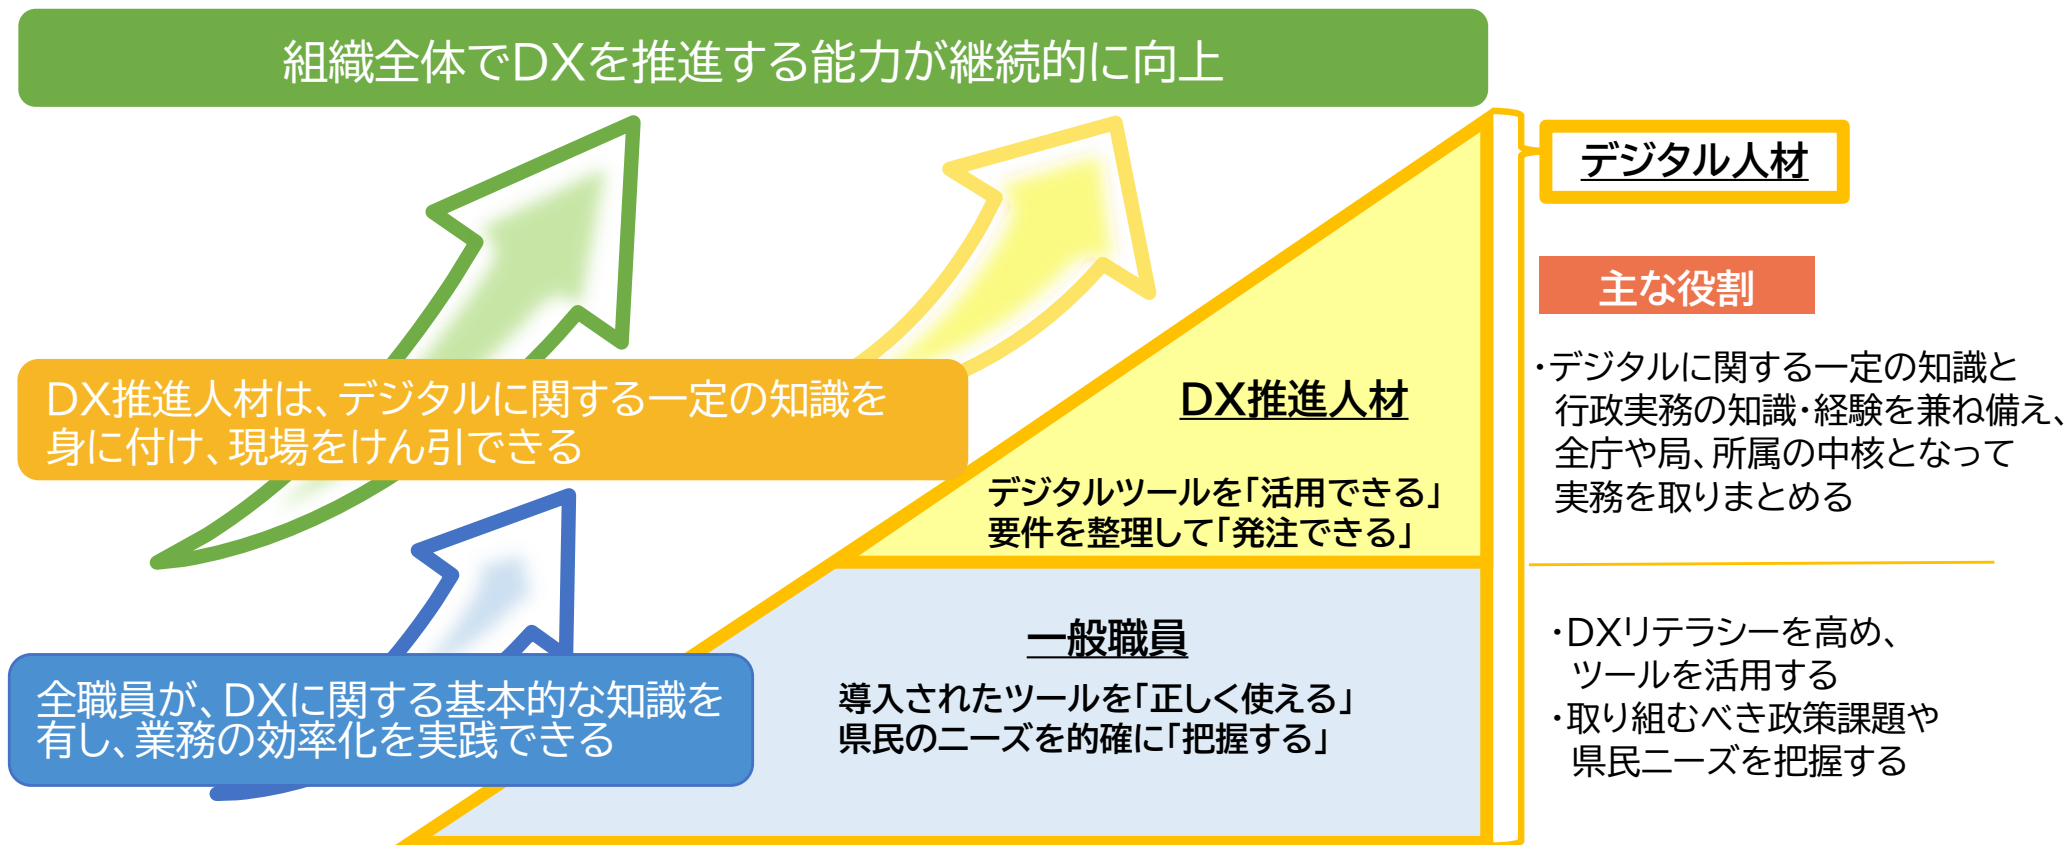 組織全体でDXを推進する能力が継続的に向上
デジタル人材
主な役割
DX推進人材は、デジタルに関する一定の知識を
身に付け、現場をけん引できる
DX推進人材
デジタルツールを「活用できる」
要件を整理して「発注できる」
・デジタルに関する一定の知識と
行政実務の知識・経験を兼ね備え、
全庁や局、所属の中核となって
実務を取りまとめる
全職員が、DXに関する基本的な知識を
有し、業務の効率化を実践できる
一般職員
導入されたツールを「正しく使える」
県民のニーズを的確に「把握する」
・DXリテラシーを高め、
ツールを活用する
・取り組むべき政策課題や
県民ニーズを把握する